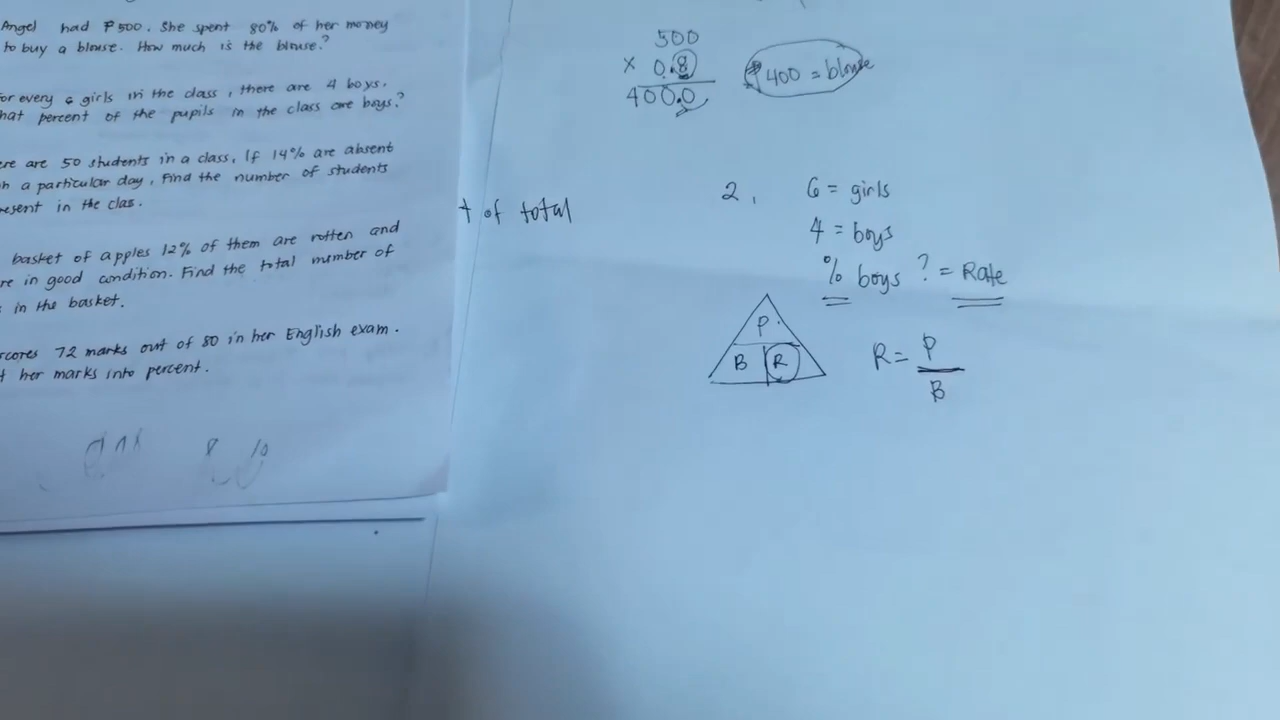 Angel had ₱500. She spent 80% of her money
to buy a blouse. How much is the blouse?
For every 6 girls in the class, there are 4 boys.
hat percent of the pupils in the class are boys?
ere are 50 students in a class, If 14% are absent
n a particular day, Find the number of students
resent in the clas.
basket of apples 12% of them are rotten and
re in good condition. Find the total number of
s in the basket.
scores 72 marks out of 80 in her English exam.
t her marks into percent.
t of total
500
× 0.8
400.0
₱400 = blouse
2.
6 = girls
4 = boys
% boys ? = Rate
P
B R
R = P
B